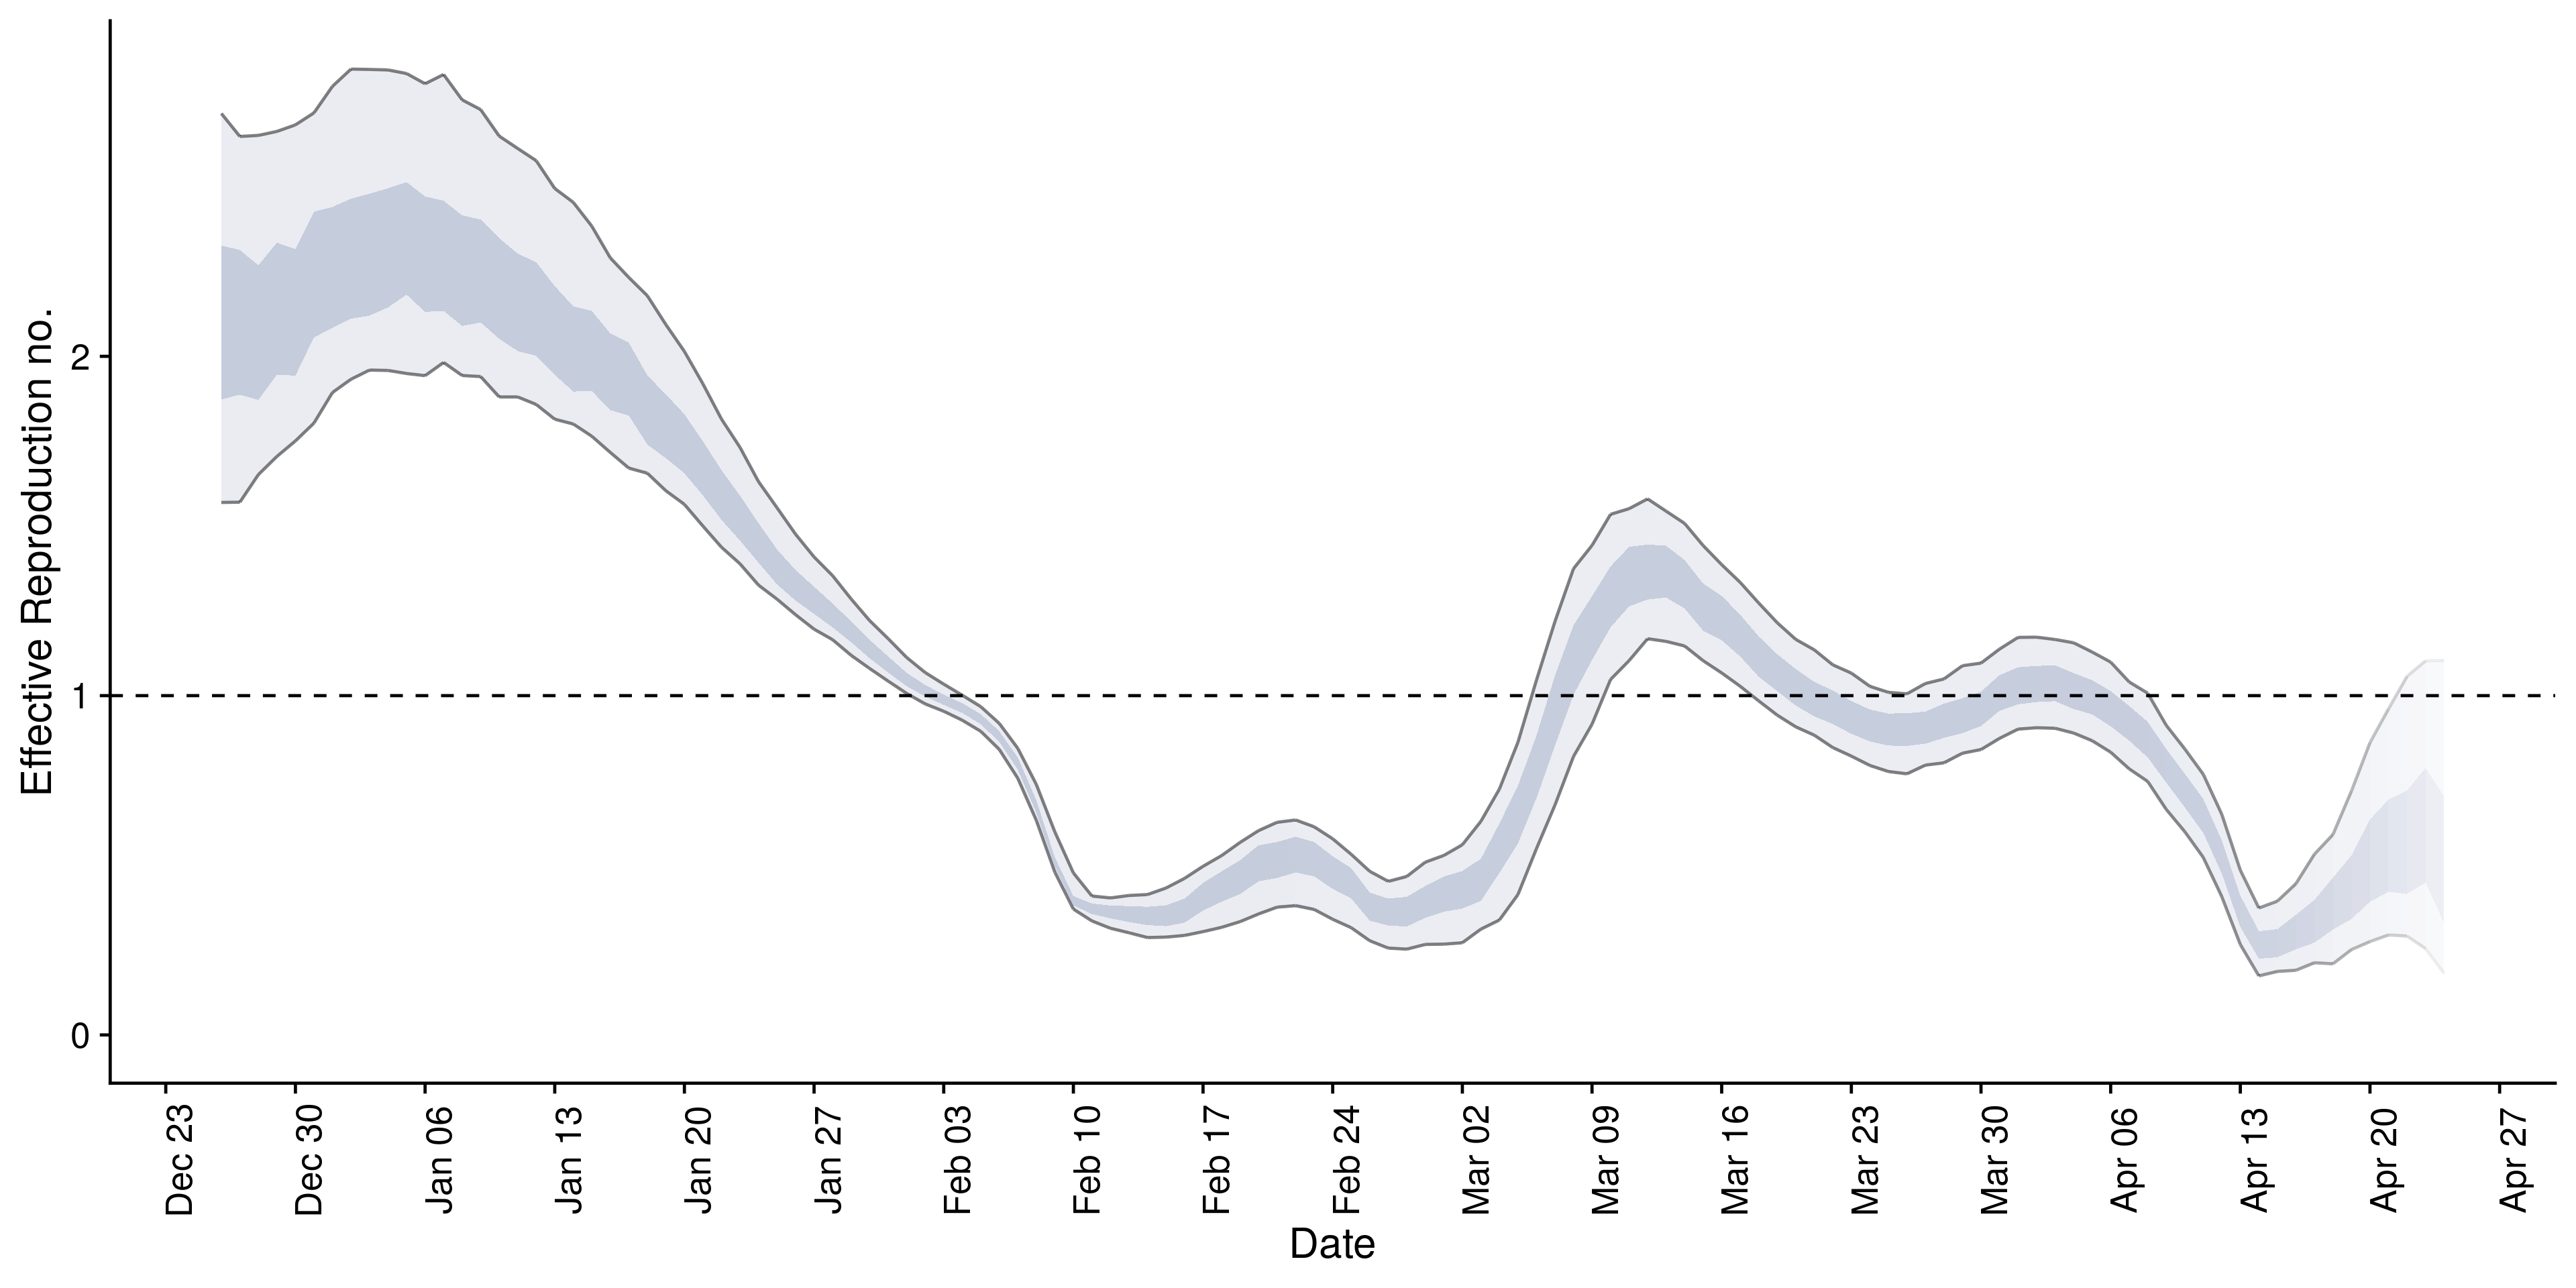 Effective Reproduction no.
2
1
0
Dec 23
Dec 30
Jan 06
Jan 13
Jan 20
Jan 27
Feb 03
Feb 10
Feb 17
Feb 24
Mar 02
Mar 09
Mar 16
Mar 23
Mar 30
Apr 06
Apr 13
Apr 20
Apr 27
Date